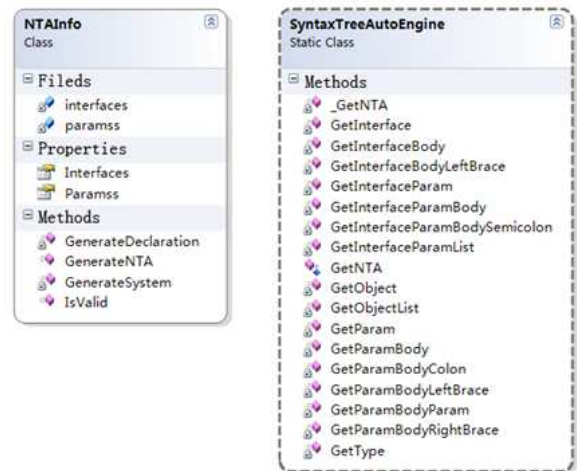 NTAInfo
Class
Fileds
interfaces
paramss
Properties
Interfaces
Paramss
Methods
GenerateDeclaration
GenerateNTA
GenerateSystem
IsValid
SyntaxTreeAutoEngine
Static Class
Methods
_GetNTA
GetInterface
GetInterfaceBody
GetInterfaceBodyLeftBrace
GetInterfaceParam
GetInterfaceParamBody
GetInterfaceParamBodySemicolon
GetInterfaceParamList
GetNTA
GetObject
GetObjectList
GetParam
GetParamBody
GetParamBodyColon
GetParamBodyLeftBrace
GetParamBodyParam
GetParamBodyRightBrace
GetType